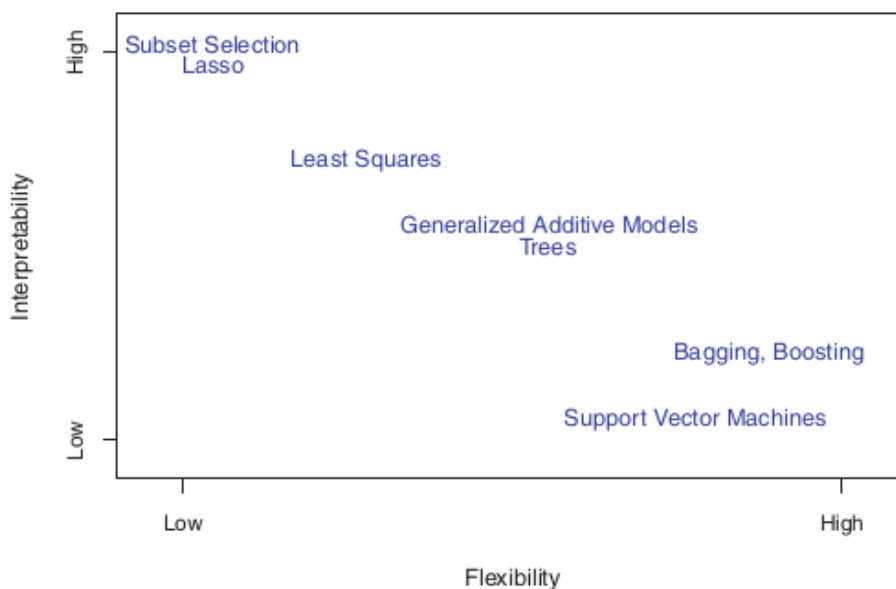 High
Subset Selection
Lasso
Least Squares
Generalized Additive Models
Trees
Interpretability
Bagging, Boosting
Support Vector Machines
Low
Low
High
Flexibility